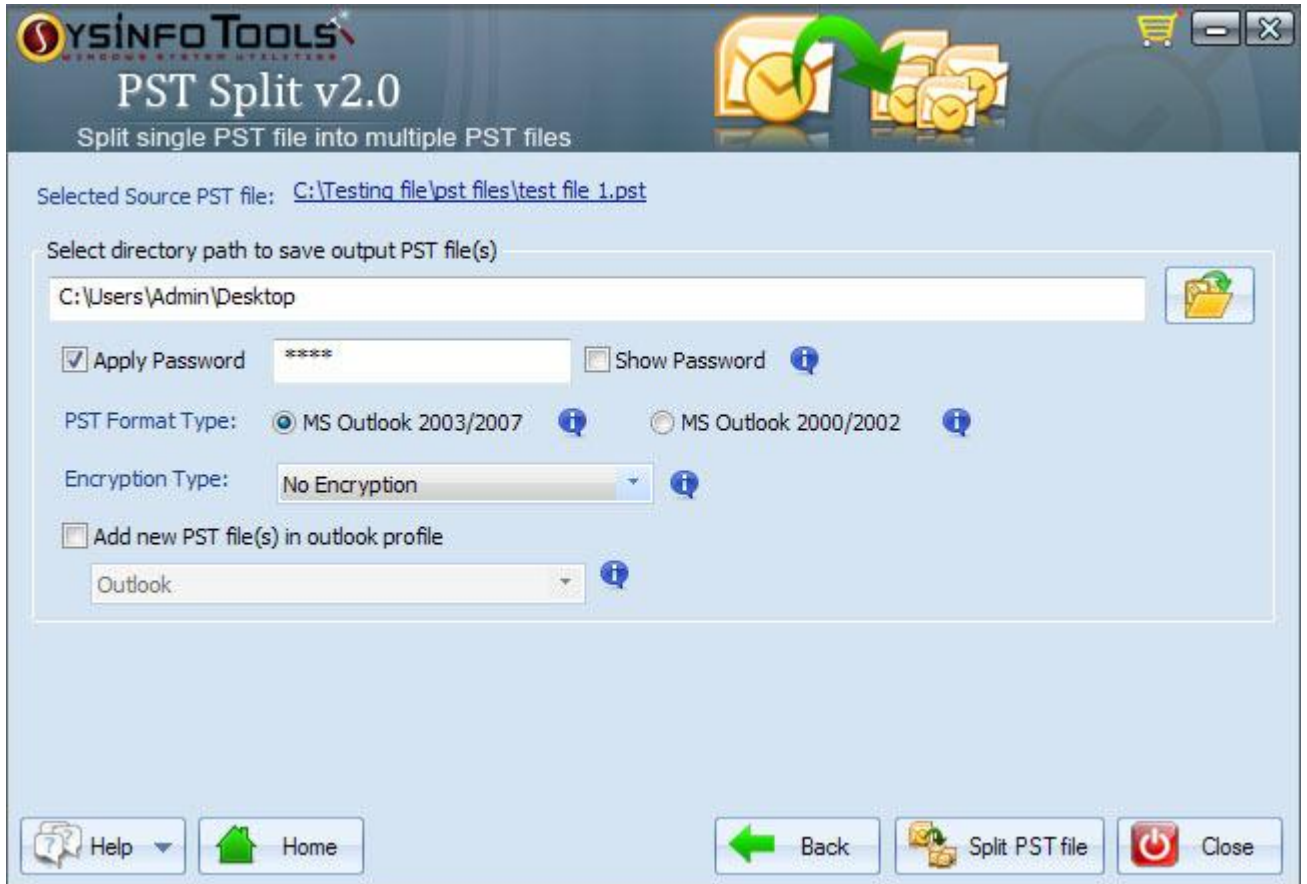 SYSINFO TOOLS
WINDOWS SYSTEM UTILITIES
PST Split v2.0
Split single PST file into multiple PST files
Selected Source PST file: C:\Testing file\pst files\test file 1.pst
Select directory path to save output PST file(s)
C:\Users\Admin\Desktop
Apply Password **** Show Password
PST Format Type: MS Outlook 2003/2007 MS Outlook 2000/2002
Encryption Type: No Encryption
Add new PST file(s) in outlook profile
Outlook
Help Home Back Split PST file Close